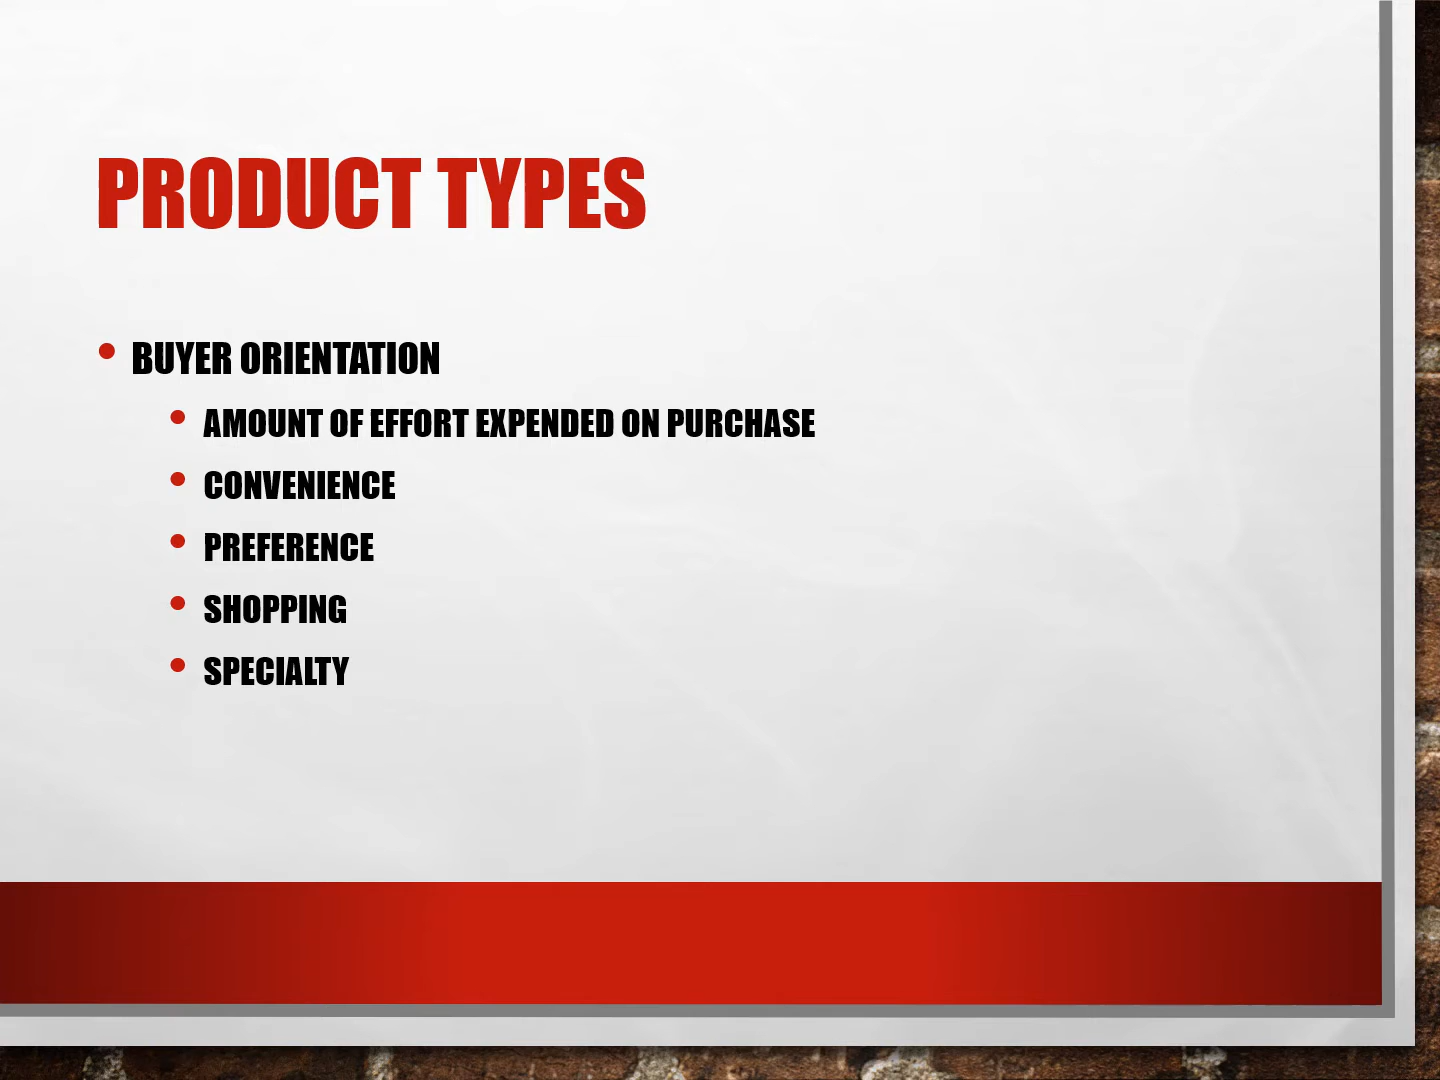 PRODUCT TYPES
• BUYER ORIENTATION
• AMOUNT OF EFFORT EXPENDED ON PURCHASE
• CONVENIENCE
• PREFERENCE
• SHOPPING
• SPECIALTY